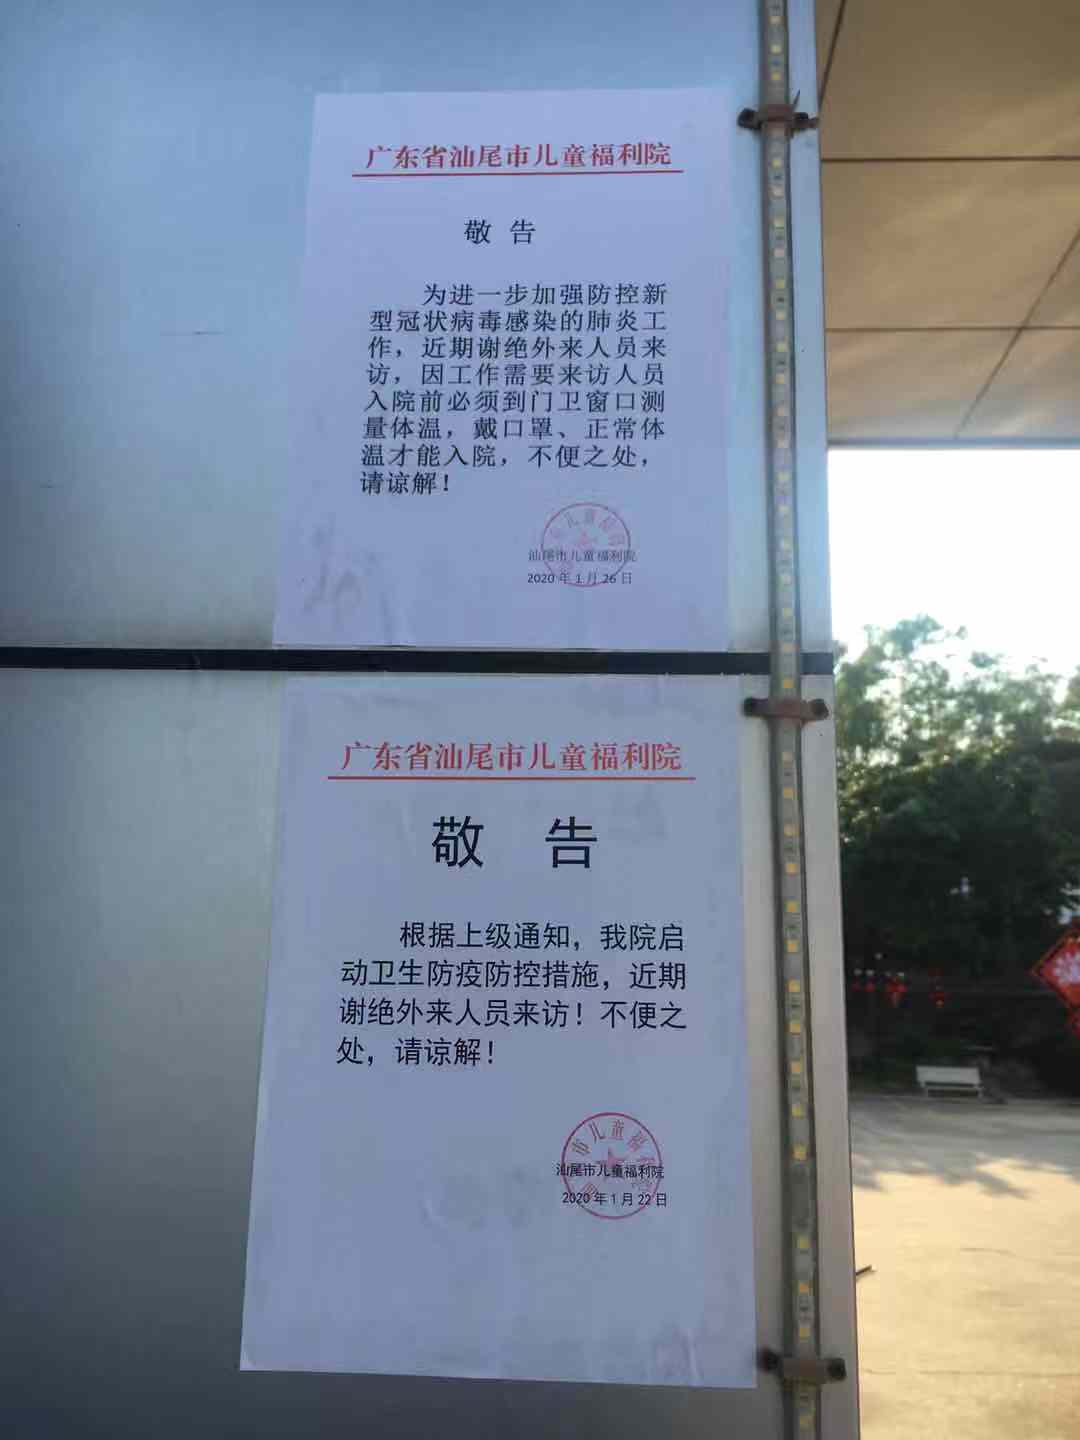 广东省汕尾市儿童福利院
敬 告
为进一步加强防控新
型冠状病毒感染的肺炎工
作，近期谢绝外来人员来
访，因工作需要来访人员
入院前必须到门卫窗口测
量体温，戴口罩、正常体
温才能入院，不便之处，
请谅解！
汕尾市儿童福利院
2020年1月26日
广东省汕尾市儿童福利院
敬 告
根据上级通知，我院启
动卫生防疫防控措施，近期
谢绝外来人员来访！不便之
处，请谅解！
市儿童福
汕尾市儿童福利院
2020年1月22日